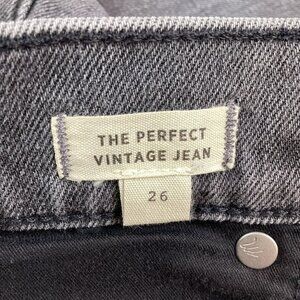 THE PERFECT
VINTAGE JEAN
26